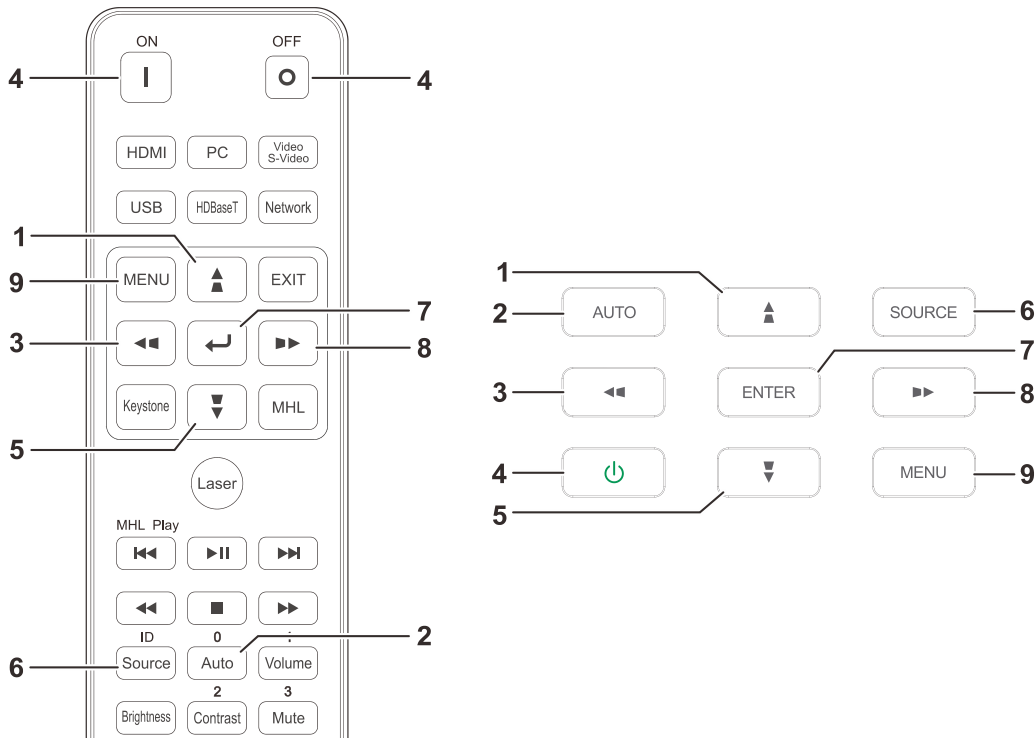 ON OFF
4 4
HDMI PC Video
S-Video
USB HDBaseT Network
1
9 MENU EXIT
7
3 8
Keystone MHL
5
Laser
MHL Play
ID 0
2
6 Source Auto Volume
2 3
Brightness Contrast Mute
1
2 AUTO SOURCE 6
7
3 ENTER 8
4 MENU 9
5